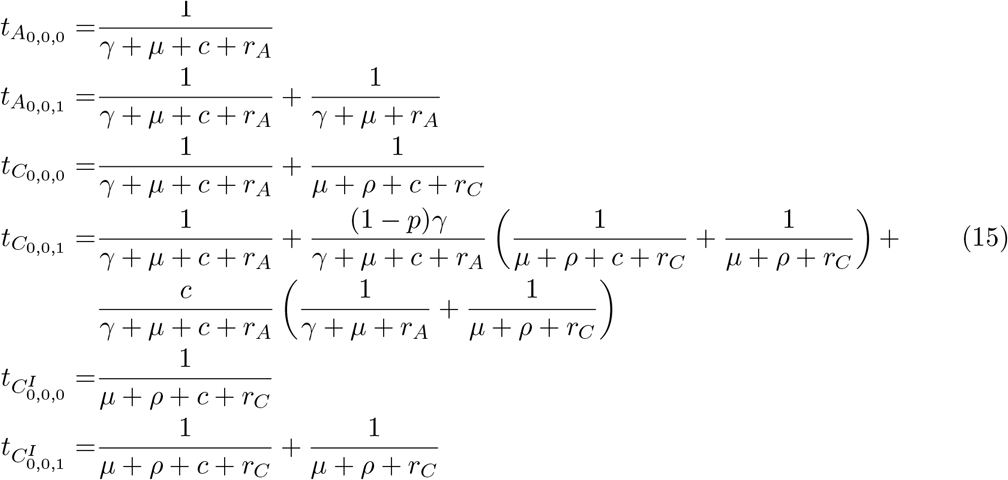 t_{A_{0,0,0}} = \frac{1}{\gamma + \mu + c + r_A}
t_{A_{0,0,1}} = \frac{1}{\gamma + \mu + c + r_A} + \frac{1}{\gamma + \mu + r_A}
t_{C_{0,0,0}} = \frac{1}{\gamma + \mu + c + r_A} + \frac{1}{\mu + \rho + c + r_C}
t_{C_{0,0,1}} = \frac{1}{\gamma + \mu + c + r_A} + \frac{(1 - p)\gamma}{\gamma + \mu + c + r_A} \left( \frac{1}{\mu + \rho + c + r_C} + \frac{1}{\mu + \rho + r_C} \right) + (15)
\frac{c}{\gamma + \mu + c + r_A} \left( \frac{1}{\gamma + \mu + r_A} + \frac{1}{\mu + \rho + r_C} \right)
t_{C^I_{0,0,0}} = \frac{1}{\mu + \rho + c + r_C}
t_{C^I_{0,0,1}} = \frac{1}{\mu + \rho + c + r_C} + \frac{1}{\mu + \rho + r_C}